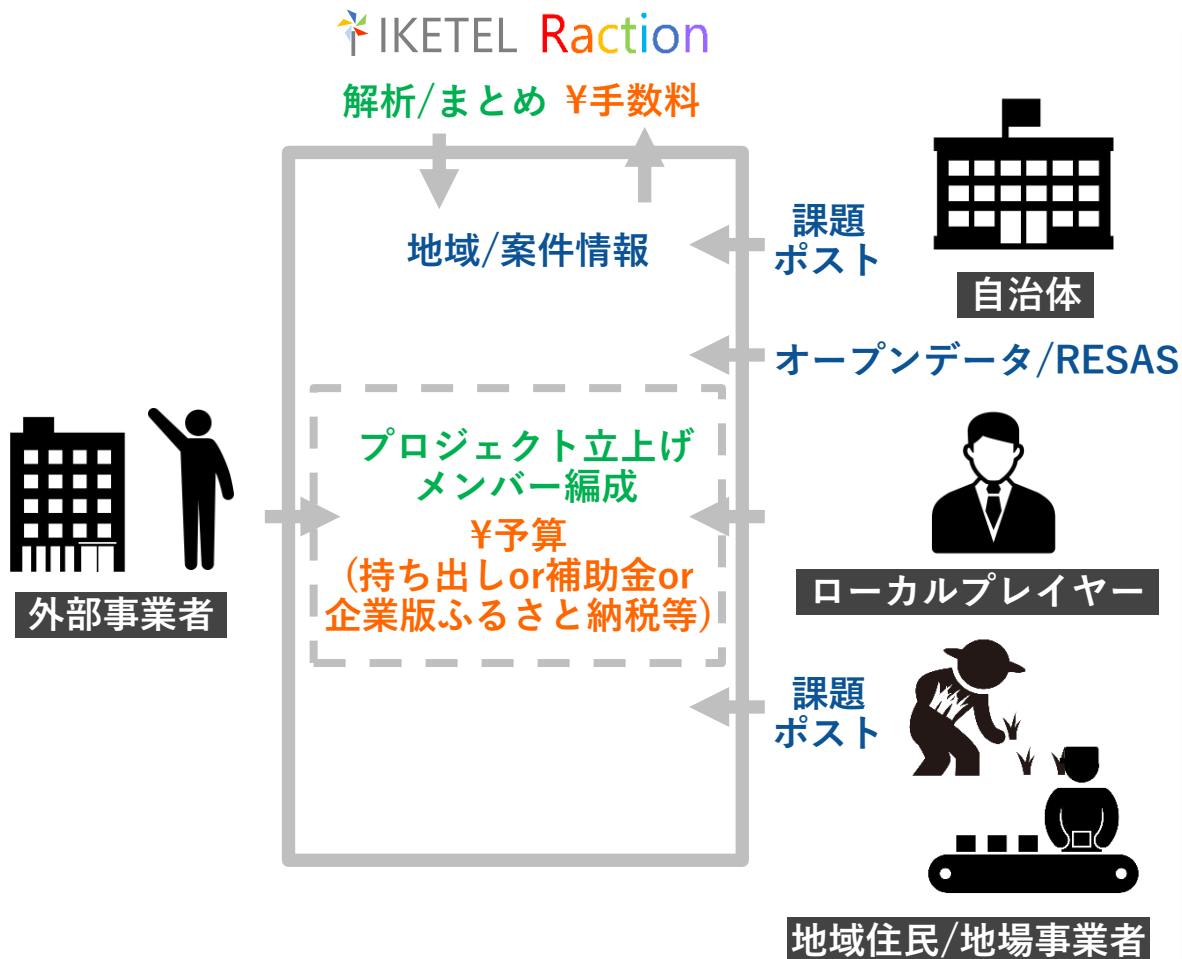 IKETEL Raction
解析/まとめ ¥手数料
地域/案件情報
課題
ポスト
自治体
オープンデータ/RESAS
プロジェクト立上げ
メンバー編成
¥予算
(持ち出しor補助金or
企業版ふるさと納税等)
外部事業者
ローカルプレイヤー
課題
ポスト
地域住民/地場事業者